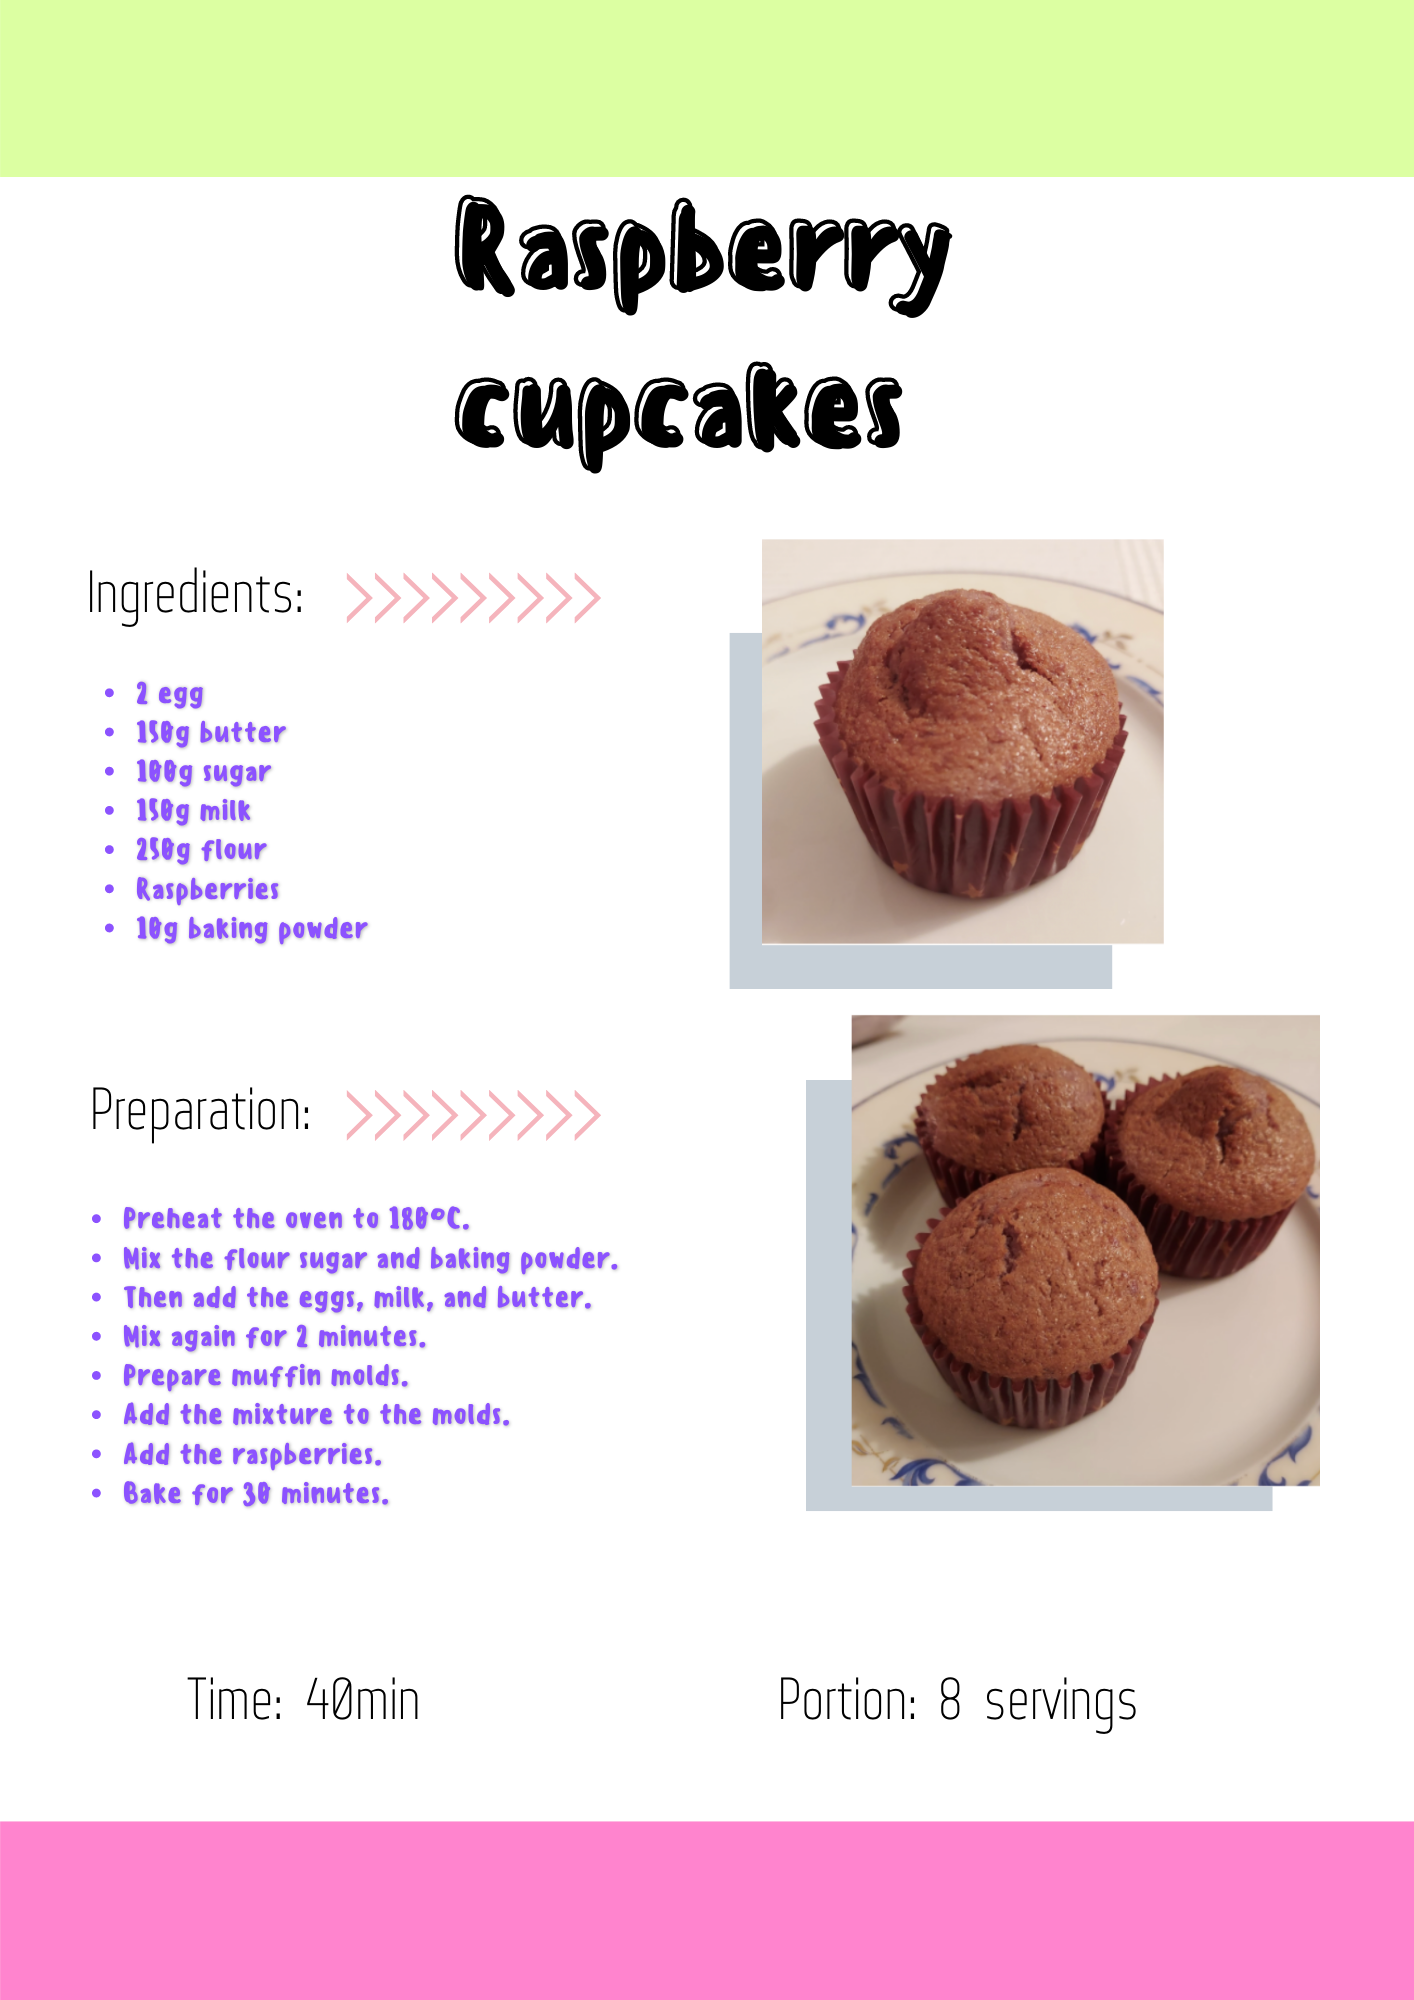 Raspberry
cupcakes
Ingredients:
• 2 egg
• 150g butter
• 100g sugar
• 150g milk
• 250g flour
• Raspberries
• 10g baking powder
Preparation:
• Preheat the oven to 180ºC.
• Mix the flour sugar and baking powder.
• Then add the eggs, milk, and butter.
• Mix again for 2 minutes.
• Prepare muffin molds.
• Add the mixture to the molds.
• Add the raspberries.
• Bake for 30 minutes.
Time: 40min
Portion: 8 servings